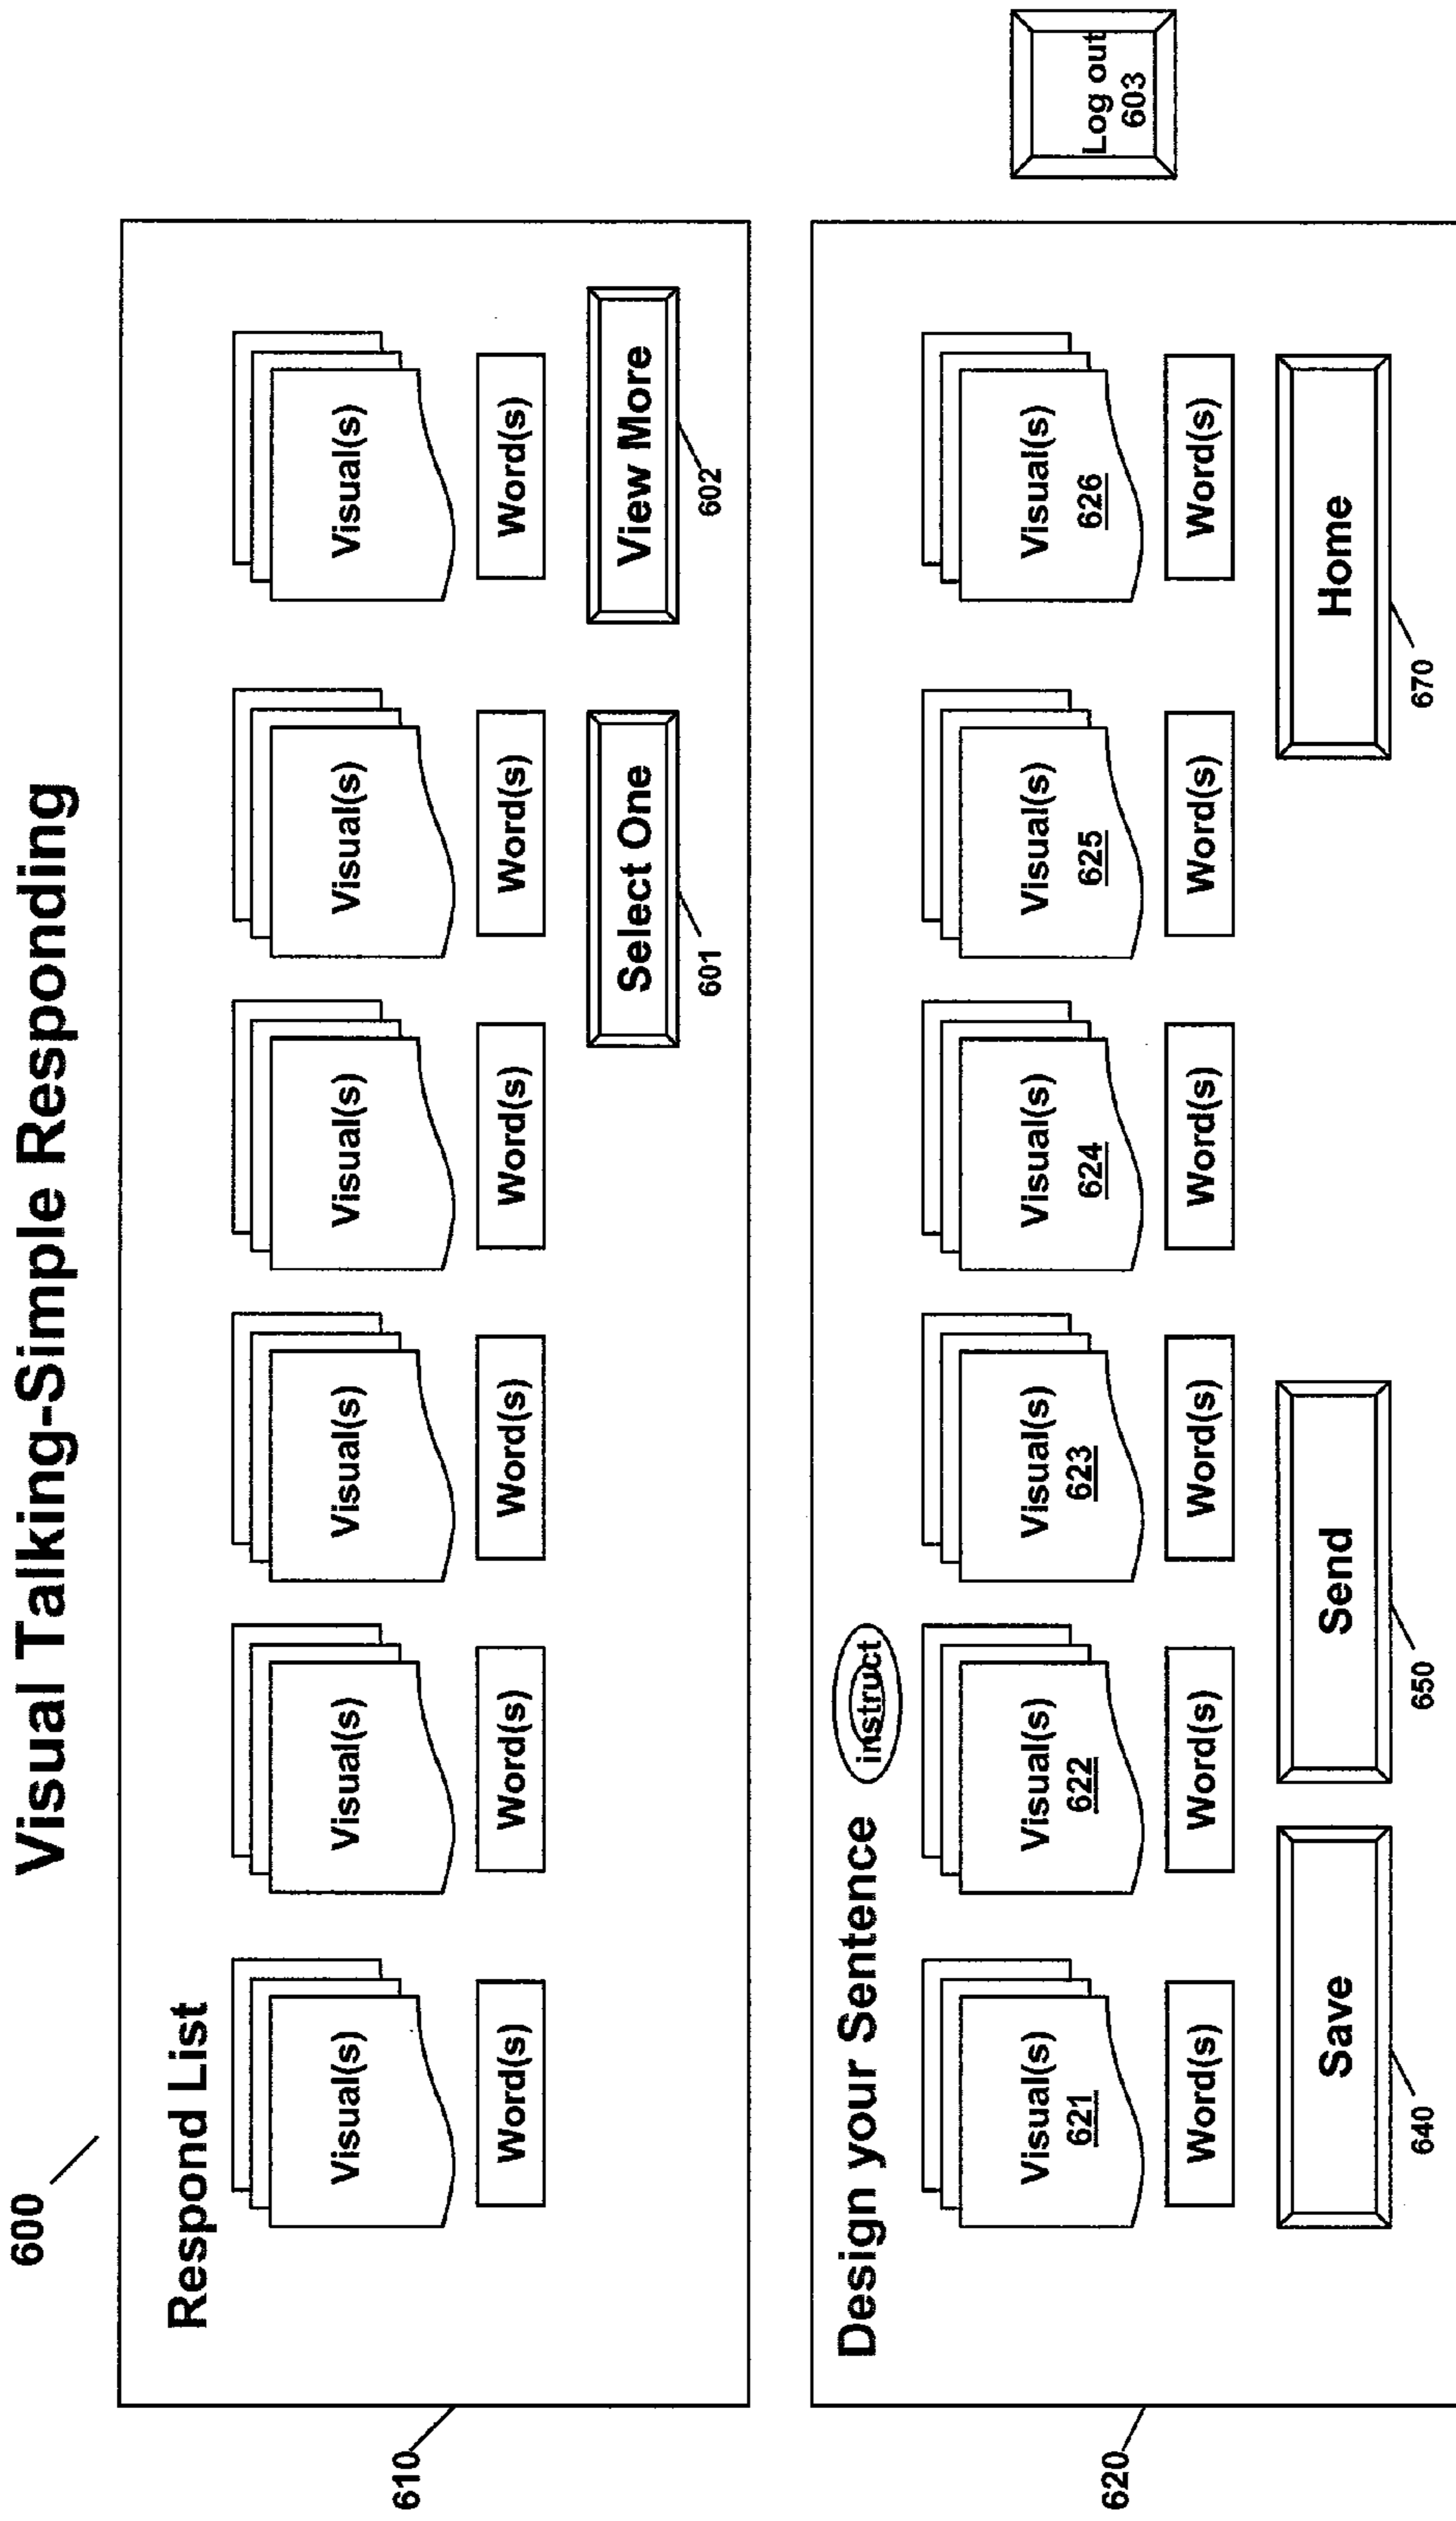 Visual Talking-Simple Responding
600
610
Respond List
Visual(s) Visual(s) Visual(s) Visual(s) Visual(s) Visual(s)
Word(s) Word(s) Word(s) Word(s) Word(s) Word(s)
Select One View More
601 602
620
Design your Sentence instruct
Visual(s) Visual(s) Visual(s) Visual(s) Visual(s) Visual(s)
621 622 623 624 625 626
Word(s) Word(s) Word(s) Word(s) Word(s) Word(s)
Save Send Home
640 650 670
Log out
603